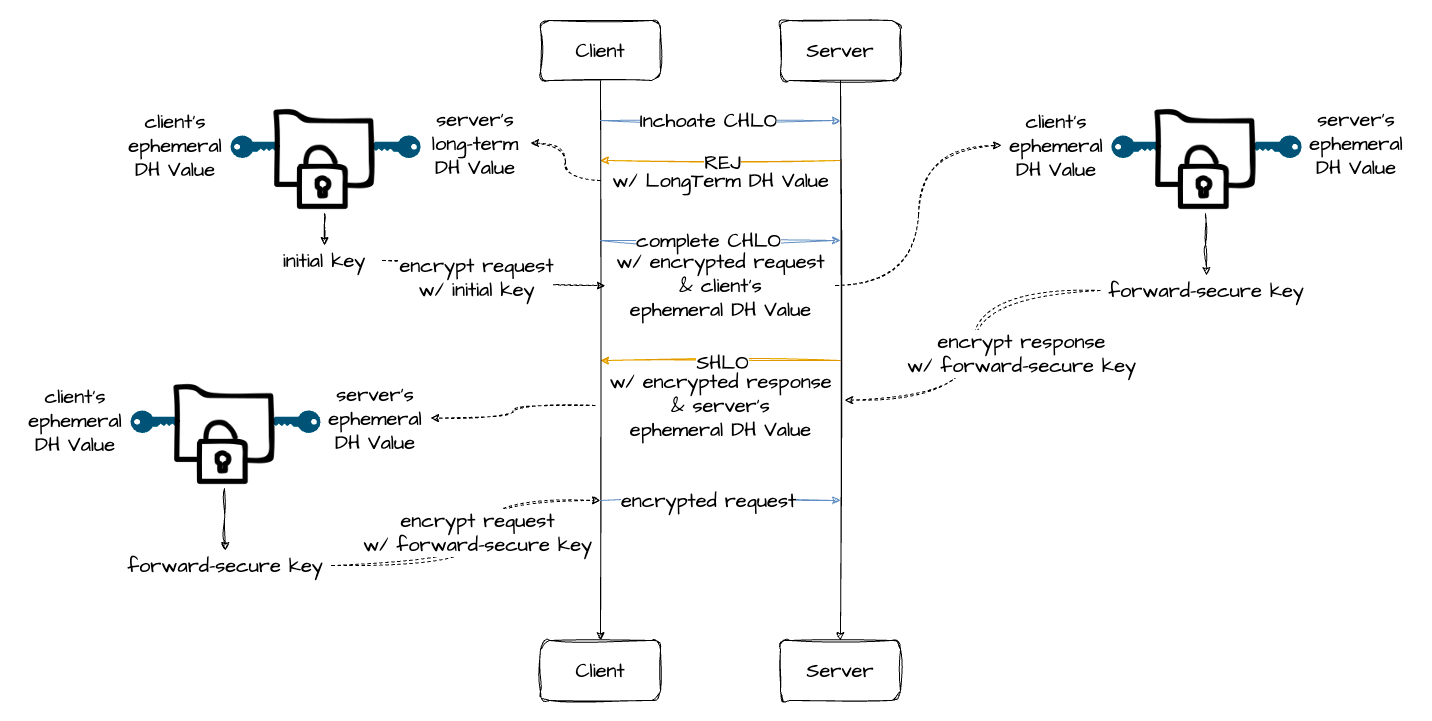 Client
Server
Inchoate CHLO
client's
ephemeral
DH Value
server's
long-term
DH Value
client's
ephemeral
DH Value
server's
ephemeral
DH Value
REJ
w/ LongTerm DH Value
complete CHLO
w/ encrypted request
& client's
ephemeral DH Value
initial key
encrypt request
w/ initial key
forward-secure key
encrypt response
w/ forward-secure key
SHLO
w/ encrypted response
& server's
ephemeral DH Value
client's
ephemeral
DH Value
server's
ephemeral
DH Value
encrypted request
encrypt request
w/ forward-secure key
forward-secure key
Client
Server